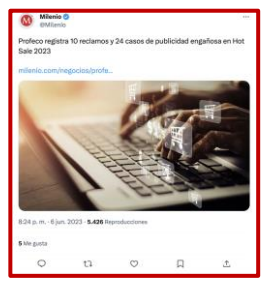 Milenio
@Milenio
Profeco registra 10 reclamos y 24 casos de publicidad engañosa en Hot
Sale 2023
milenio.com/negocios/profe...
8:24 p. m. · 6 jun. 2023 · 5.426 Reproducciones
5 Me gusta